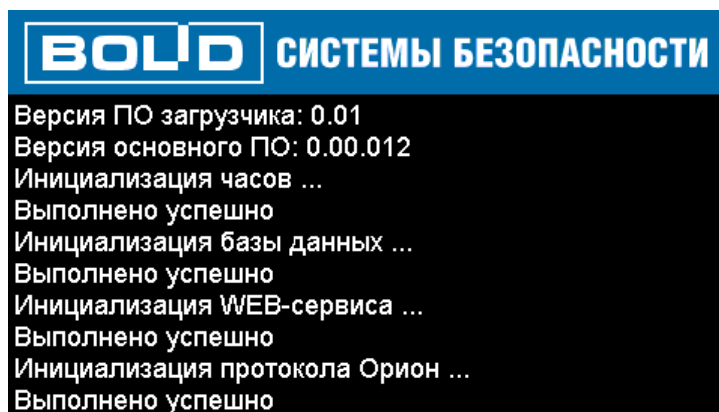 BOLID СИСТЕМЫ БЕЗОПАСНОСТИ
Версия ПО загрузчика: 0.01
Версия основного ПО: 0.00.012
Инициализация часов ...
Выполнено успешно
Инициализация базы данных ...
Выполнено успешно
Инициализация WEB-сервиса ...
Выполнено успешно
Инициализация протокола Орион ...
Выполнено успешно